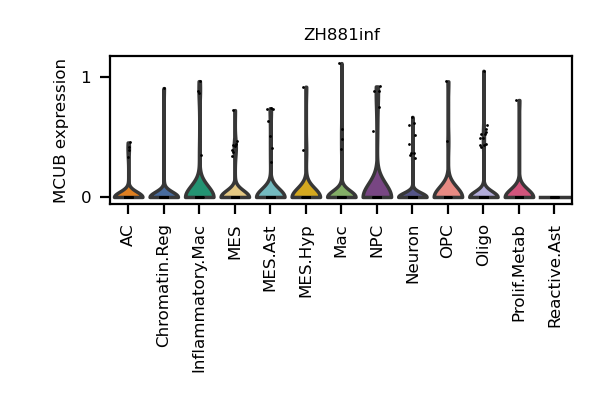 ZH881inf
MCUB expression
1
0
AC
Chromatin.Reg
Inflammatory.Mac
MES
MES.Ast
MES.Hyp
Mac
NPC
Neuron
OPC
Oligo
Prolif.Metab
Reactive.Ast